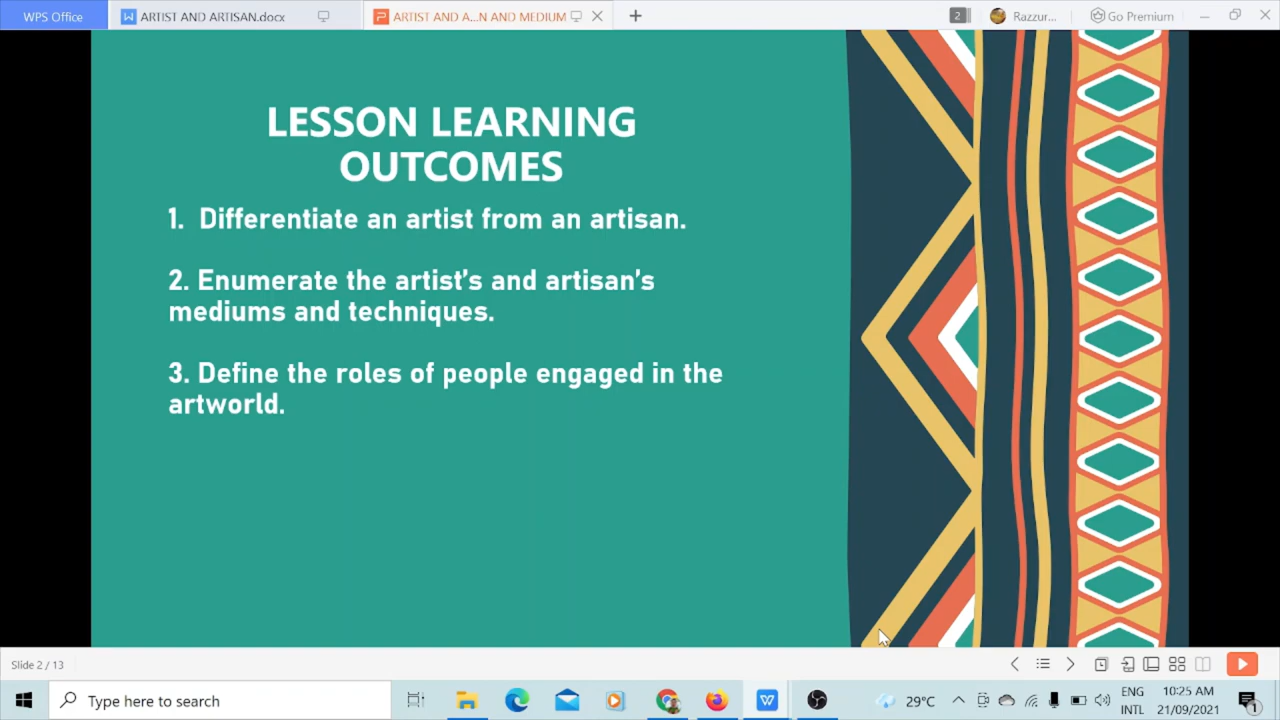 WPS Office
ARTIST AND ARTISAN.docx
ARTIST AND A...N AND MEDIUM
2
Razzur...
Go Premium
LESSON LEARNING
OUTCOMES
1. Differentiate an artist from an artisan.
2. Enumerate the artist's and artisan's
mediums and techniques.
3. Define the roles of people engaged in the
artworld.
Slide 2 / 13
Type here to search
29°C
ENG
INTL
10:25 AM
21/09/2021
1